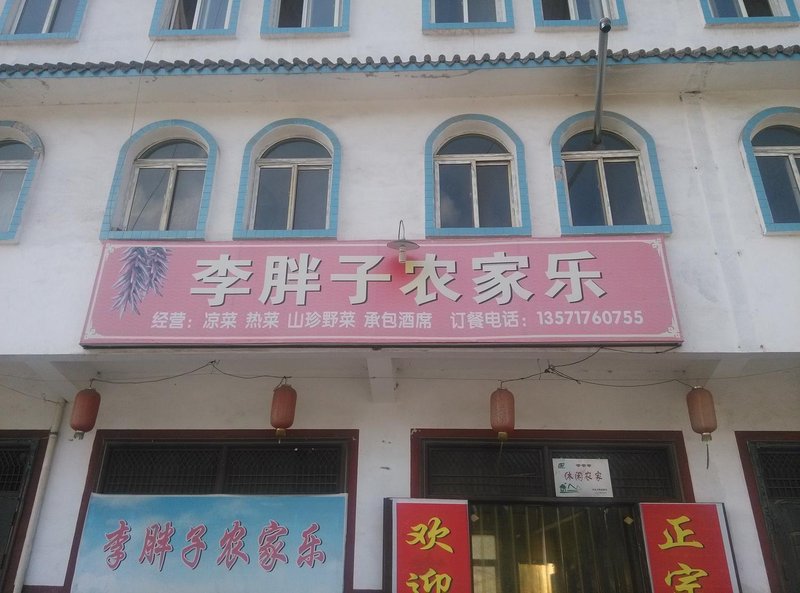 李胖子农家乐
经营：凉菜 热菜 山珍野菜 承包酒席 订餐电话：13571760755
休闲农家
李胖子农家乐
欢迎
正宗